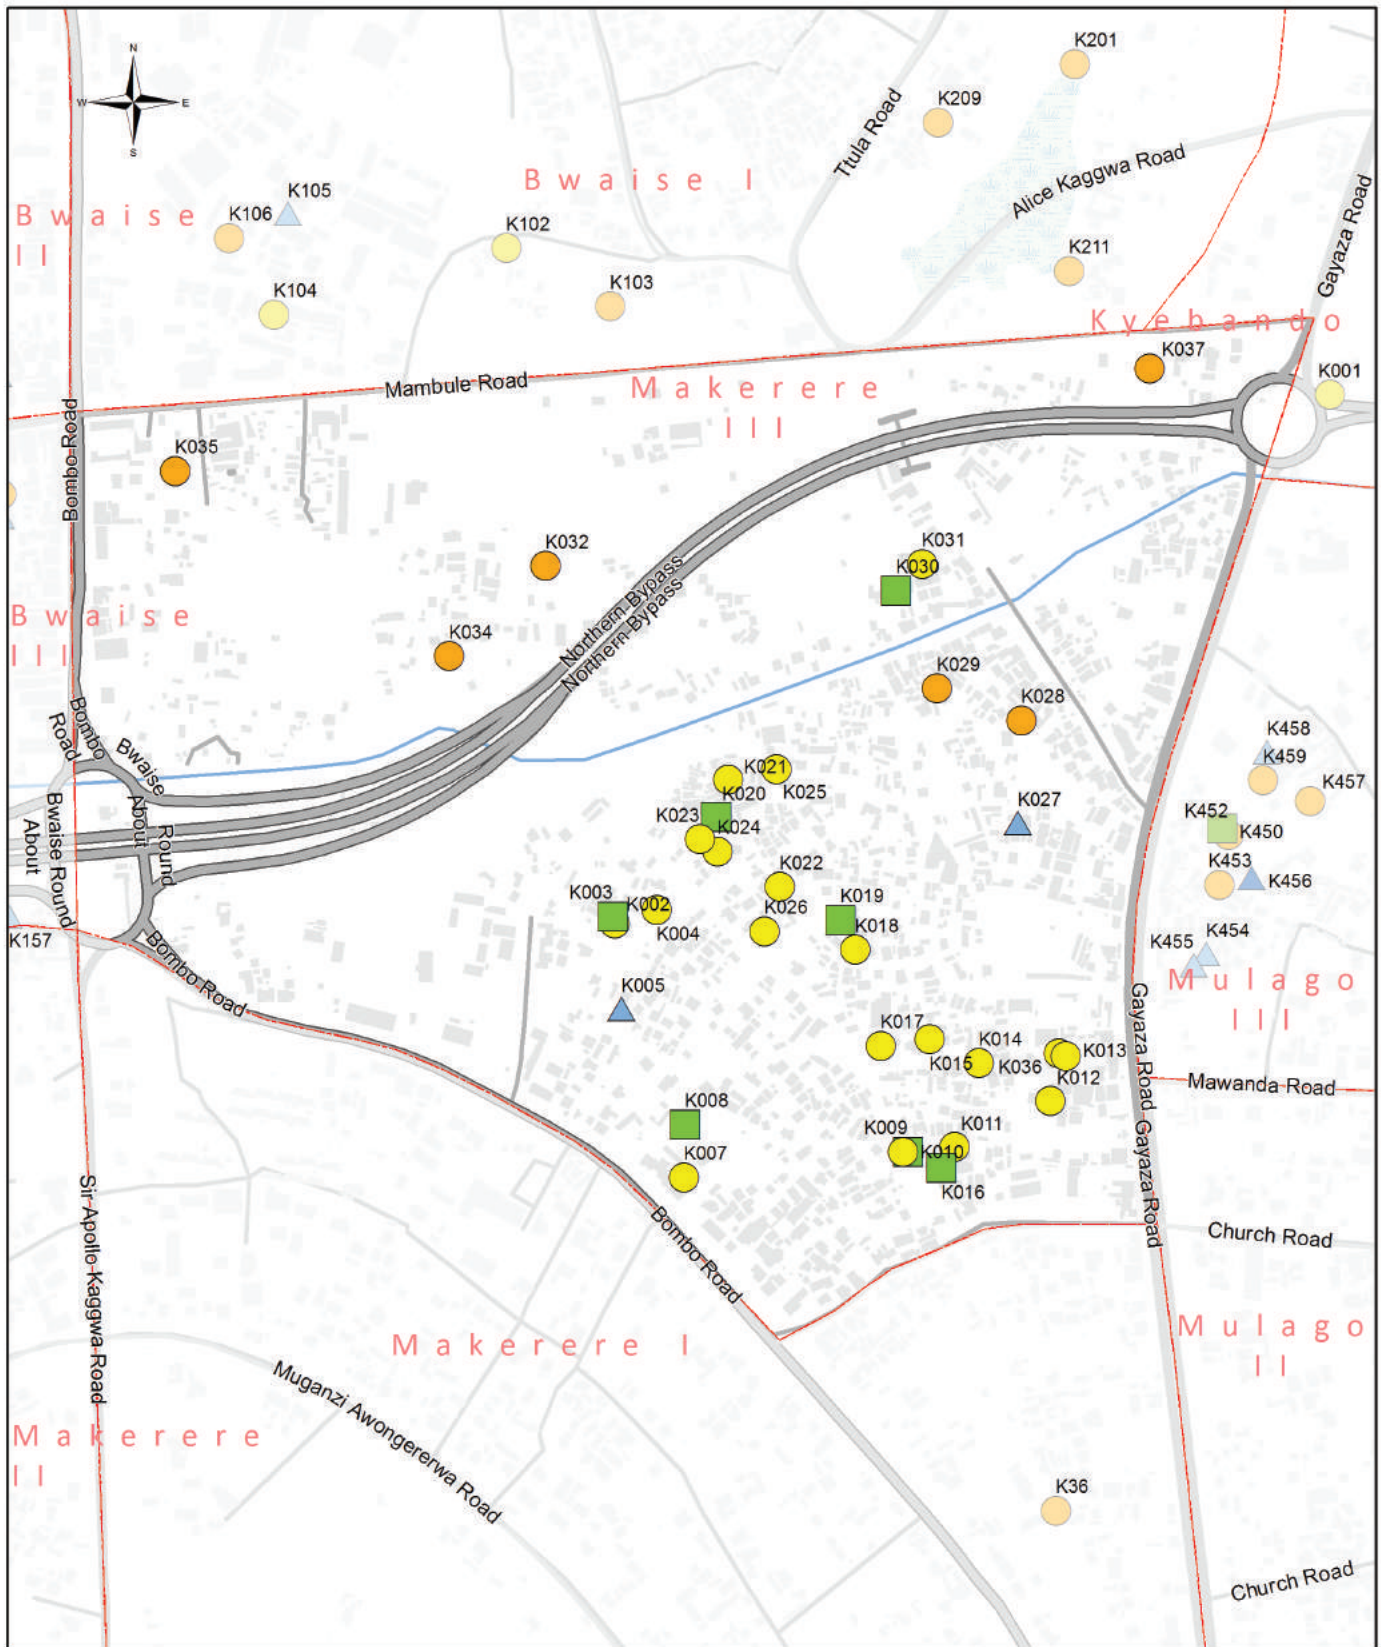 K201
N
K209
W
E
S
Ttula Road
Alice Kaggwa Road
Bwaise I
K105
Bwaise
II
K106
K102
Gayaza Road
K211
K103
K104
Kyebando
K037
K001
Mambule Road
Makerere
III
Bombo Road
K035
K032
K031
K030
Northern Bypass
Northern Bypass
Bwaise
III
K034
K029
K028
Bombo
Road
Bwaise
Round
About
K458
K459
K457
K021
K025
K020
K027
K452
K450
Bwaise Round
About
K023
K024
K022
K453
K456
K003
K002
K004
K026
K019
K018
K157
K454
K455
Bombo Road
Mulago
III
K005
K017
K015
K014
K036
K013
K012
Gayaza Road
Mawanda Road
K008
K009
K010
K011
K016
K007
Gayaza Road
Sir Apollo Kaggwa Road
Bombo Road
Church Road
Makerere I
Mulago
II
Muganzi Awongererwa Road
Makerere
II
K36
Church Road